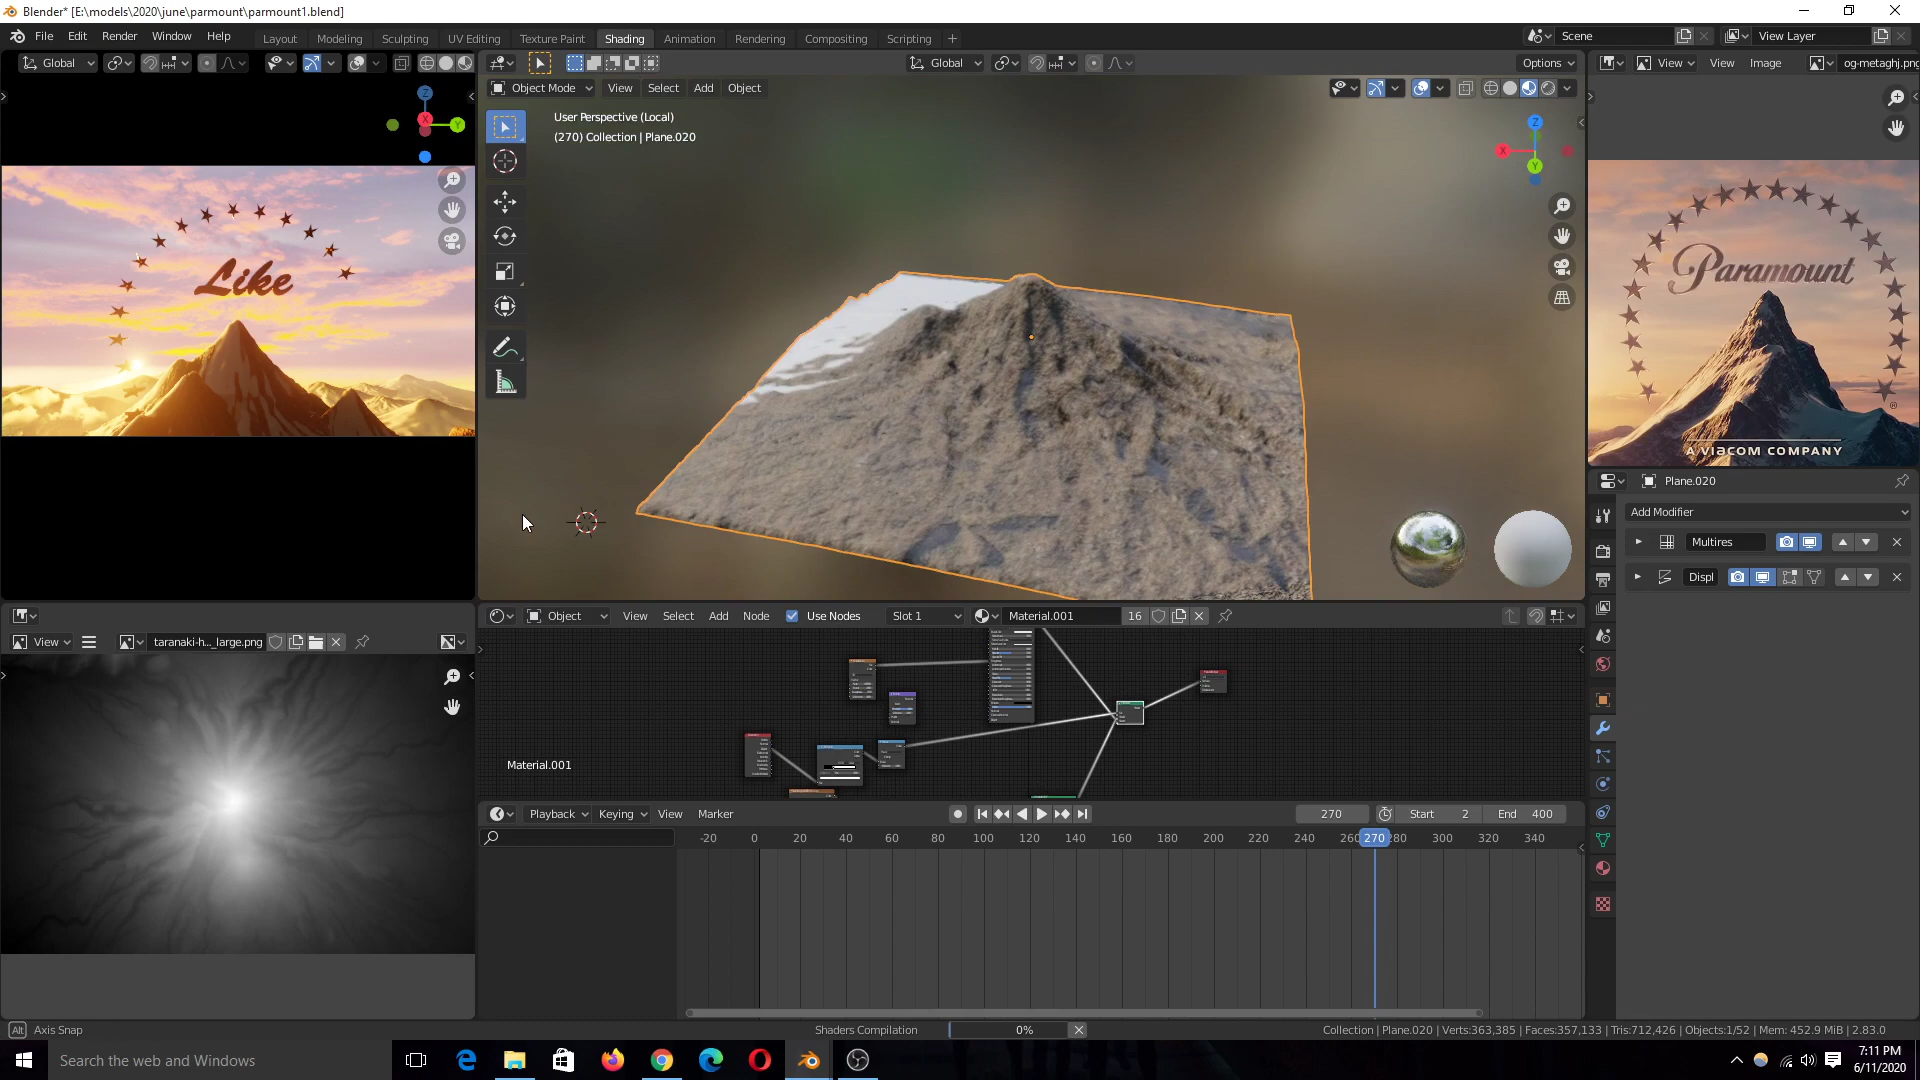 Blender* [E:\models\2020\june\parmount\parmount1.blend]
File Edit Render Window Help Layout Modeling Sculpting UV Editing Texture Paint Shading Animation Rendering Compositing Scripting + Scene View Layer
Global Global Options View View Image og-metaghj.png
Object Mode View Select Add Object
User Perspective (Local)
(270) Collection | Plane.020
Z
X
Y
Z
X
Y
Like
Paramount
A VIACOM COMPANY
Plane.020
Add Modifier
Multires
Displ
Object View Select Add Node Use Nodes Slot 1 Material.001 16
View taranaki-h..._large.png
Material.001
Playback Keying View Marker 270 Start 2 End 400
-20 0 20 40 60 80 100 120 140 160 180 200 220 240 260 270 280 300 320 340
Alt Axis Snap Shaders Compilation 0% Collection | Plane.020 | Verts:363,385 | Faces:357,133 | Tris:712,426 | Objects:1/52 | Mem: 452.9 MiB | 2.83.0
Search the web and Windows
7:11 PM
6/11/2020